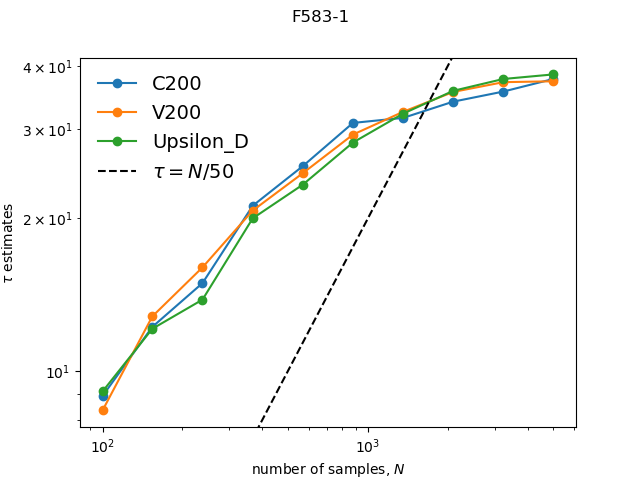 F583-1
C200
V200
Upsilon_D
τ = N/50
4 × 10¹
3 × 10¹
2 × 10¹
10¹
τ estimates
10²
10³
number of samples, N